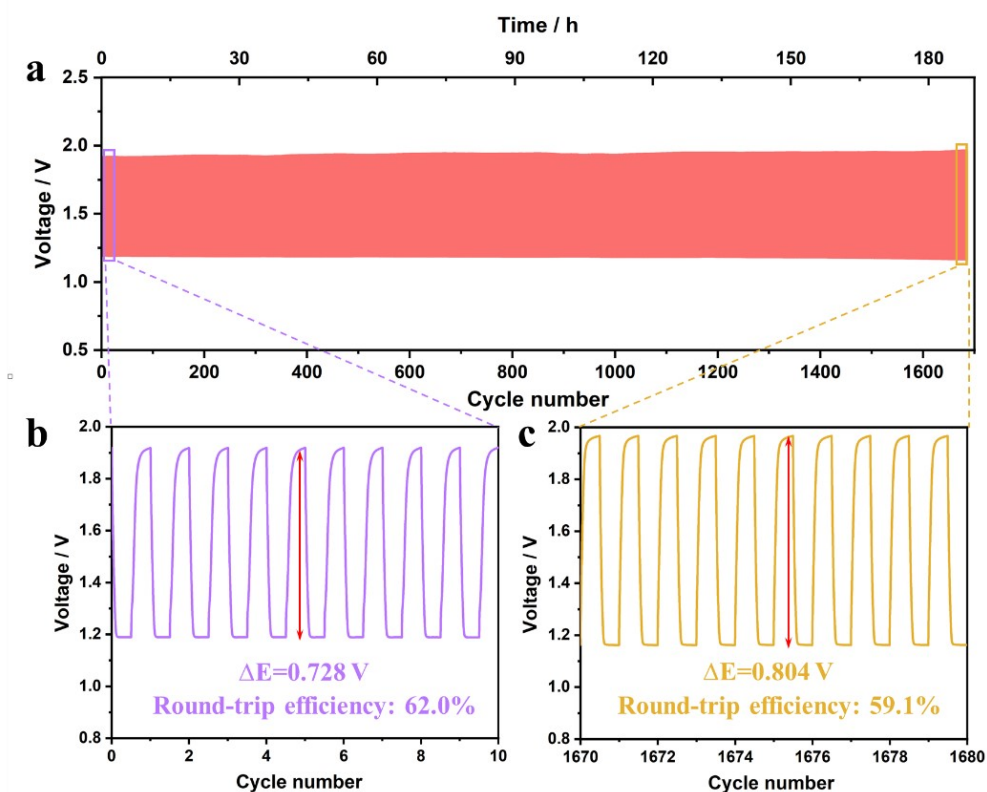 Time / h
0 30 60 90 120 150 180
a
2.5
2.0
1.5
1.0
0.5
Voltage / V
0 200 400 600 800 1000 1200 1400 1600
Cycle number
b
2.0
1.8
1.6
1.4
1.2
1.0
0.8
Voltage / V
ΔE=0.728 V
Round-trip efficiency: 62.0%
0 2 4 6 8 10
Cycle number
c
2.0
1.8
1.6
1.4
1.2
1.0
0.8
Voltage / V
ΔE=0.804 V
Round-trip efficiency: 59.1%
1670 1672 1674 1676 1678 1680
Cycle number